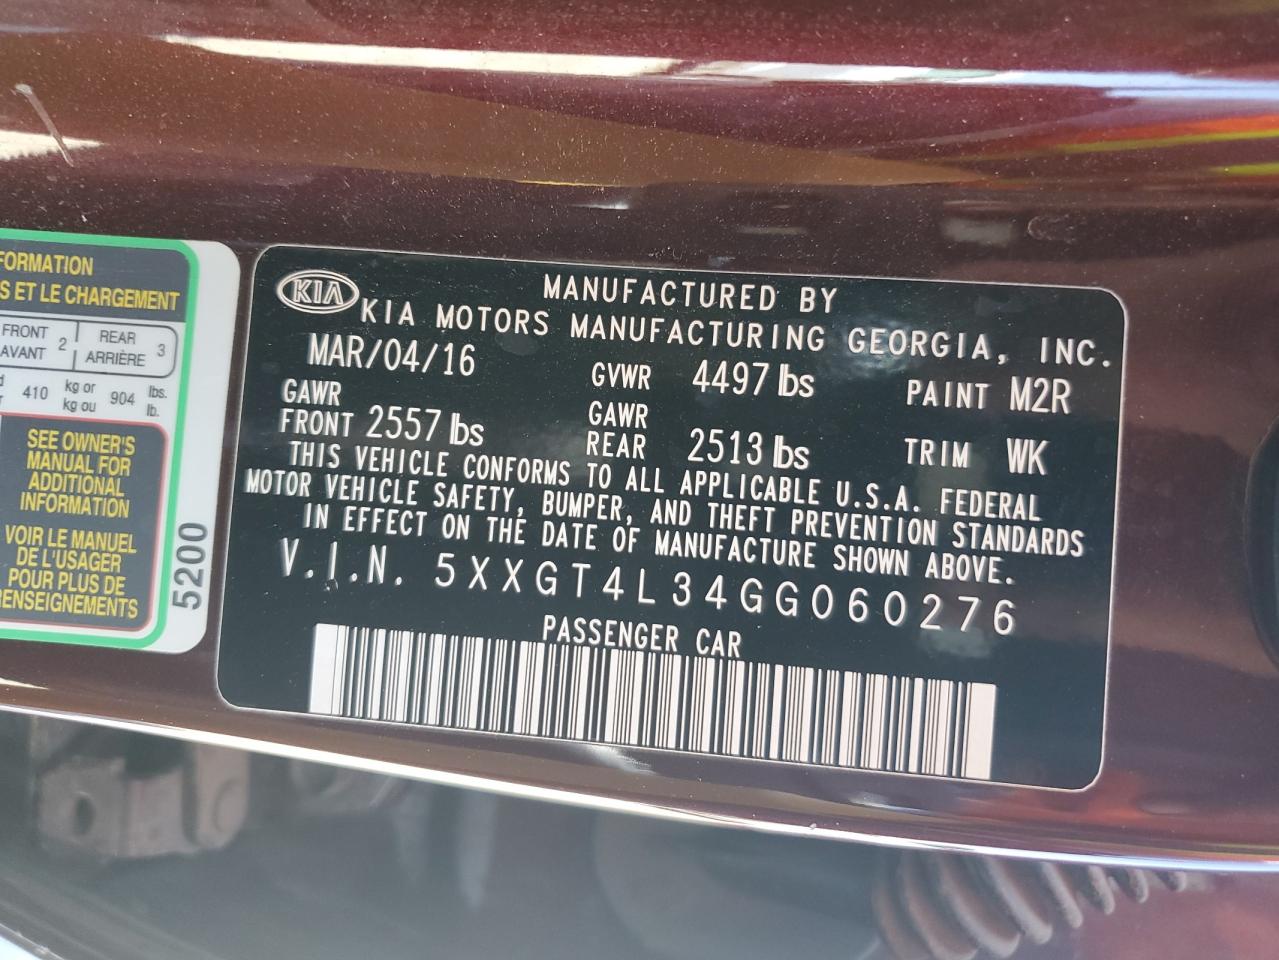 FORMATION
S ET LE CHARGEMENT
FRONT 2 REAR 3
AVANT ARRIÈRE
410 kg or 904 lbs.
kg ou lb.
SEE OWNER'S
MANUAL FOR
ADDITIONAL
INFORMATION
VOIR LE MANUEL
DE L'USAGER
POUR PLUS DE
RENSEIGNEMENTS
5200
KIA
MANUFACTURED BY
KIA MOTORS MANUFACTURING GEORGIA, INC.
MAR/04/16 GVWR 4497 lbs PAINT M2R
GAWR GAWR
FRONT 2557 lbs REAR 2513 lbs TRIM WK
THIS VEHICLE CONFORMS TO ALL APPLICABLE U.S.A. FEDERAL
MOTOR VEHICLE SAFETY, BUMPER, AND THEFT PREVENTION STANDARDS
IN EFFECT ON THE DATE OF MANUFACTURE SHOWN ABOVE.
V.I.N. 5XXGT4L34GG060276
PASSENGER CAR